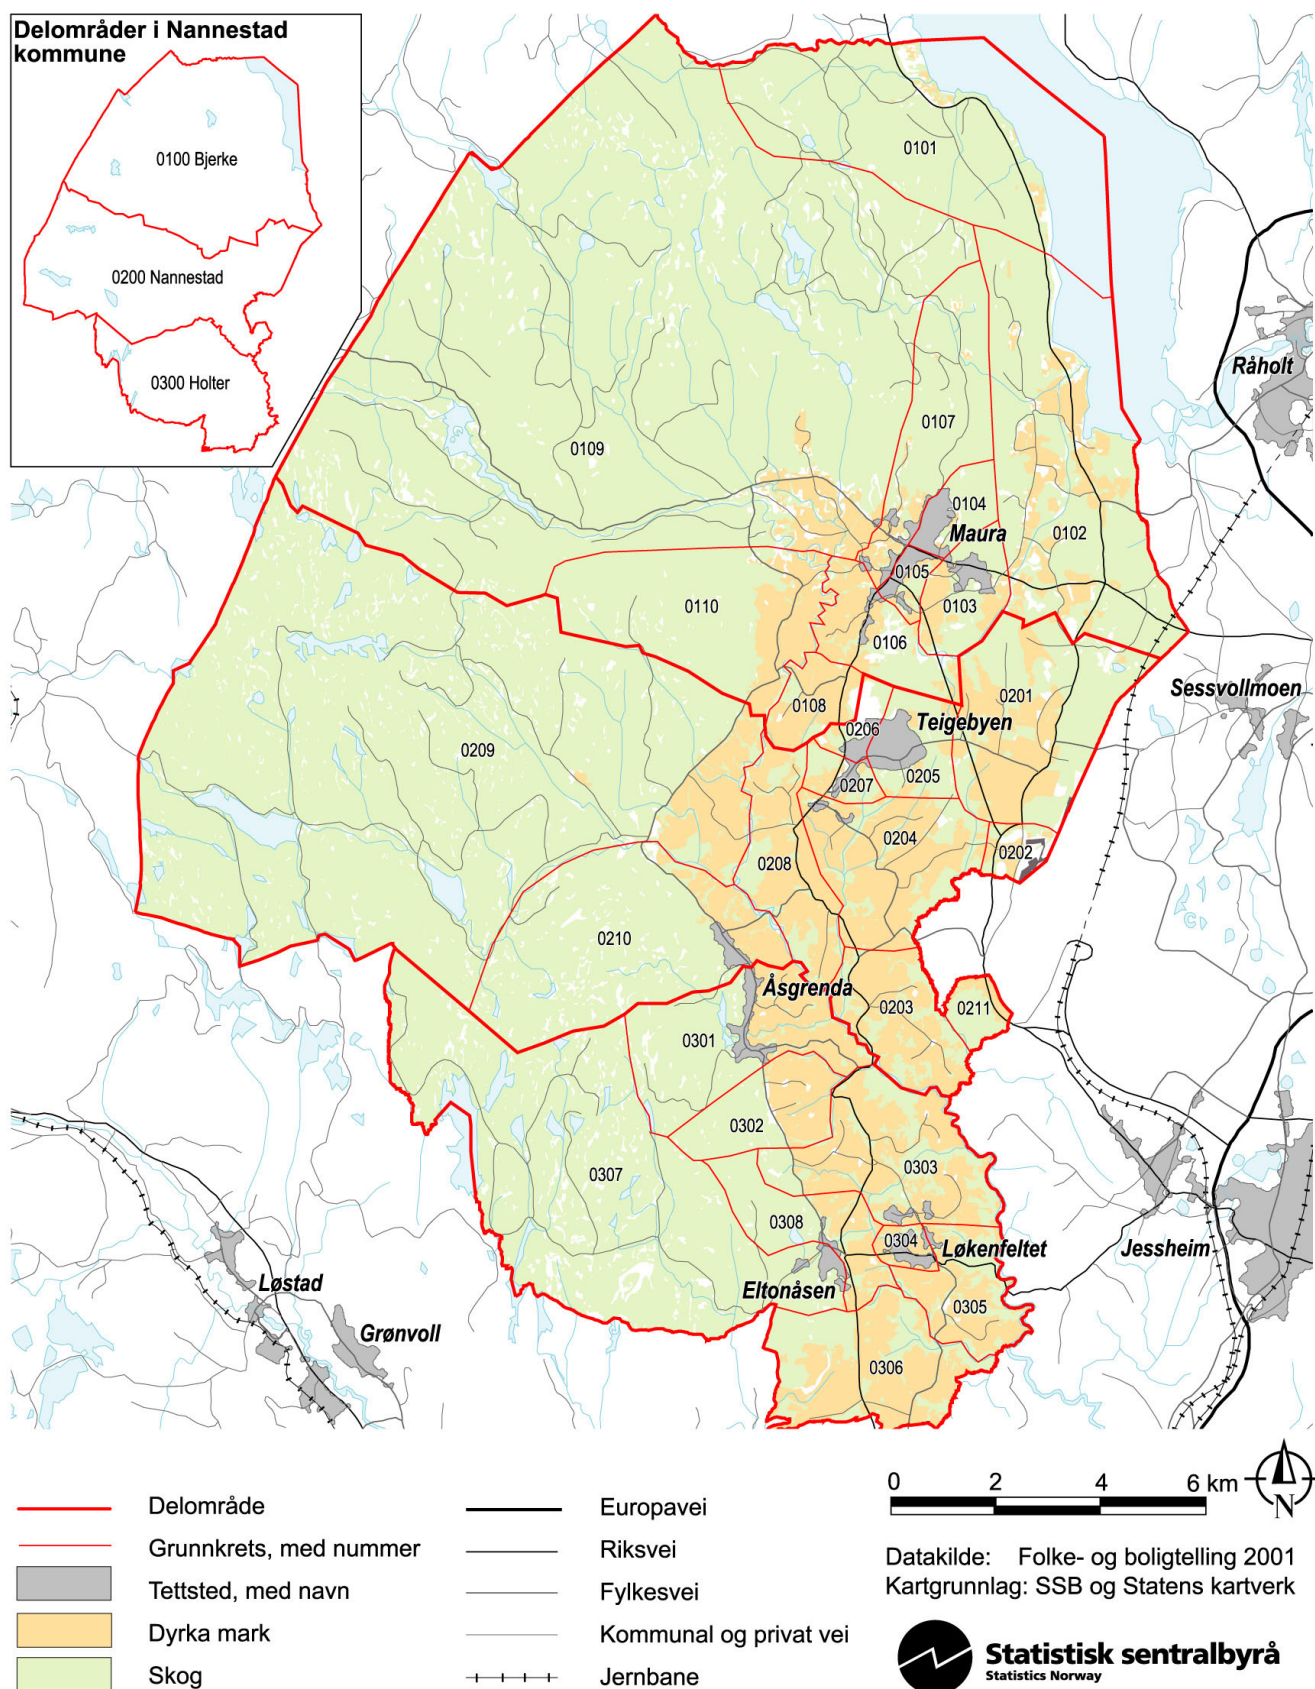 Delområder i Nannestad
kommune
0100 Bjerke
0200 Nannestad
0300 Holter
0101
Råholt
0107
0109
0104
Maura
0102
0105
0110
0103
0106
Sessvollmoen
0201
0108
Teigebyen
0206
0209
0205
0207
0204
0202
0208
0210
Åsgrenda
0203
0211
0301
0302
0303
0307
0308
0304
Løkenfeltet
Jessheim
Løstad
Eltonåsen
0305
Grønvoll
0306
Delområde
Grunnkrets, med nummer
Tettsted, med navn
Dyrka mark
Skog
Europavei
Riksvei
Fylkesvei
Kommunal og privat vei
Jernbane
0 2 4 6 km
N
Datakilde: Folke- og boligtelling 2001
Kartgrunnlag: SSB og Statens kartverk
Statistisk sentralbyrå
Statistics Norway